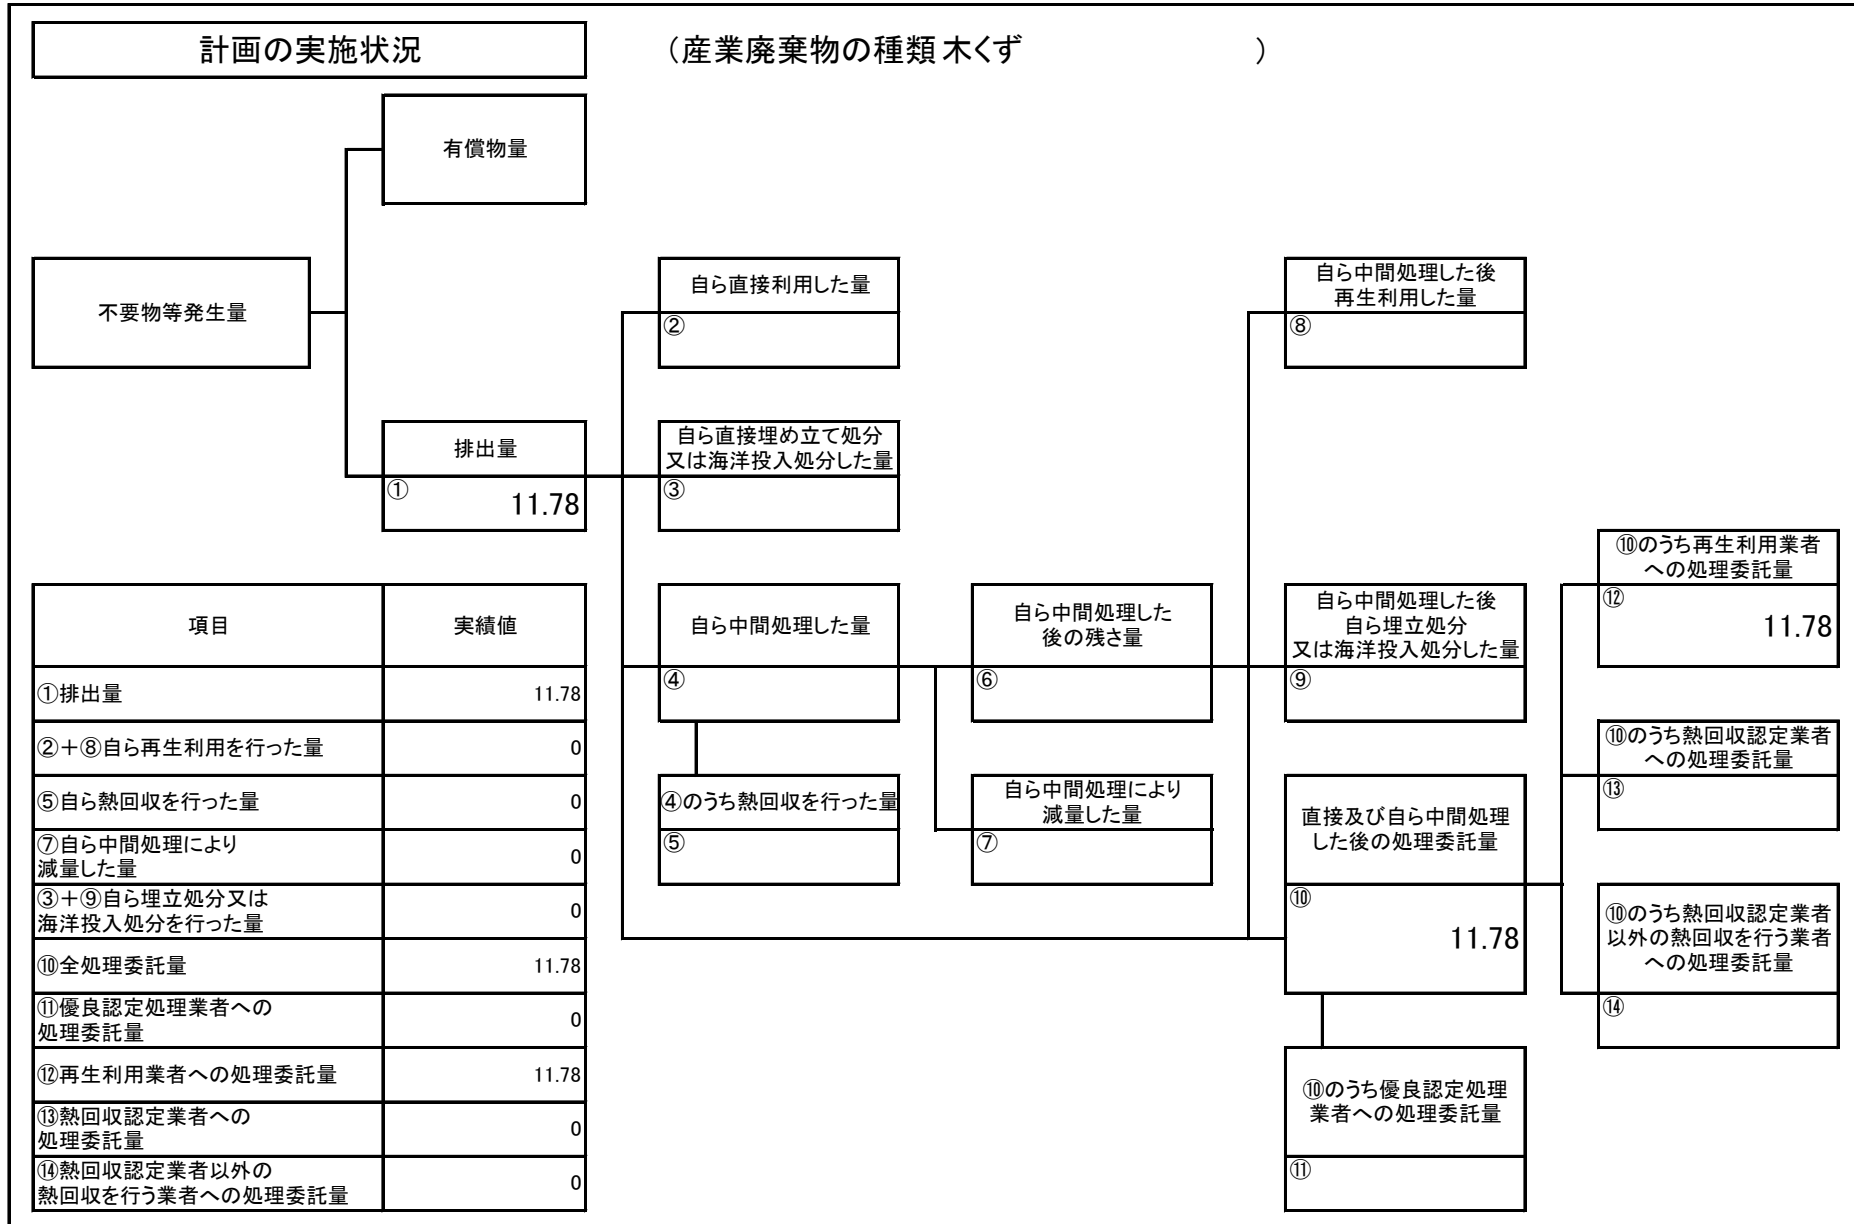 計画の実施状況
（産業廃棄物の種類 木くず　　　　　　　　）
有償物量
不要物等発生量
排出量
①
11.78
自ら直接利用した量
②
自ら直接埋め立て処分
又は海洋投入処分した量
③
自ら中間処理した量
④
④のうち熱回収を行った量
⑤
自ら中間処理した
後の残さ量
⑥
自ら中間処理により
減量した量
⑦
自ら中間処理した後
再生利用した量
⑧
自ら中間処理した後
自ら埋立処分
又は海洋投入処分した量
⑨
直接及び自ら中間処理
した後の処理委託量
⑩
11.78
⑩のうち優良認定処理
業者への処理委託量
⑪
⑩のうち再生利用業者
への処理委託量
⑫
11.78
⑩のうち熱回収認定業者
への処理委託量
⑬
⑩のうち熱回収認定業者
以外の熱回収を行う業者
への処理委託量
⑭
項目 実績値
①排出量 11.78
②＋⑧自ら再生利用を行った量 0
⑤自ら熱回収を行った量 0
⑦自ら中間処理により
減量した量 0
③＋⑨自ら埋立処分又は
海洋投入処分を行った量 0
⑩全処理委託量 11.78
⑪優良認定処理業者への
処理委託量 0
⑫再生利用業者への処理委託量 11.78
⑬熱回収認定業者への
処理委託量 0
⑭熱回収認定業者以外の
熱回収を行う業者への処理委託量 0